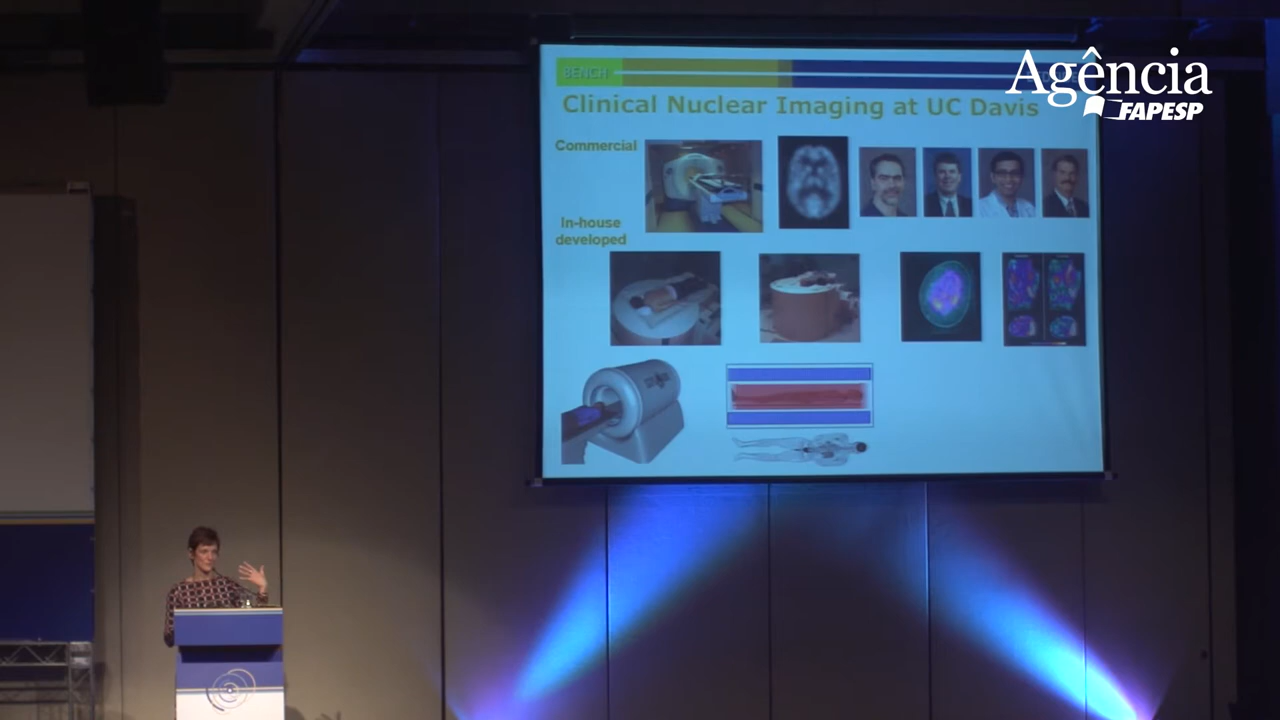 BENCH
Agência
FAPESP
Clinical Nuclear Imaging at UC Davis
Commercial
In-house
developed